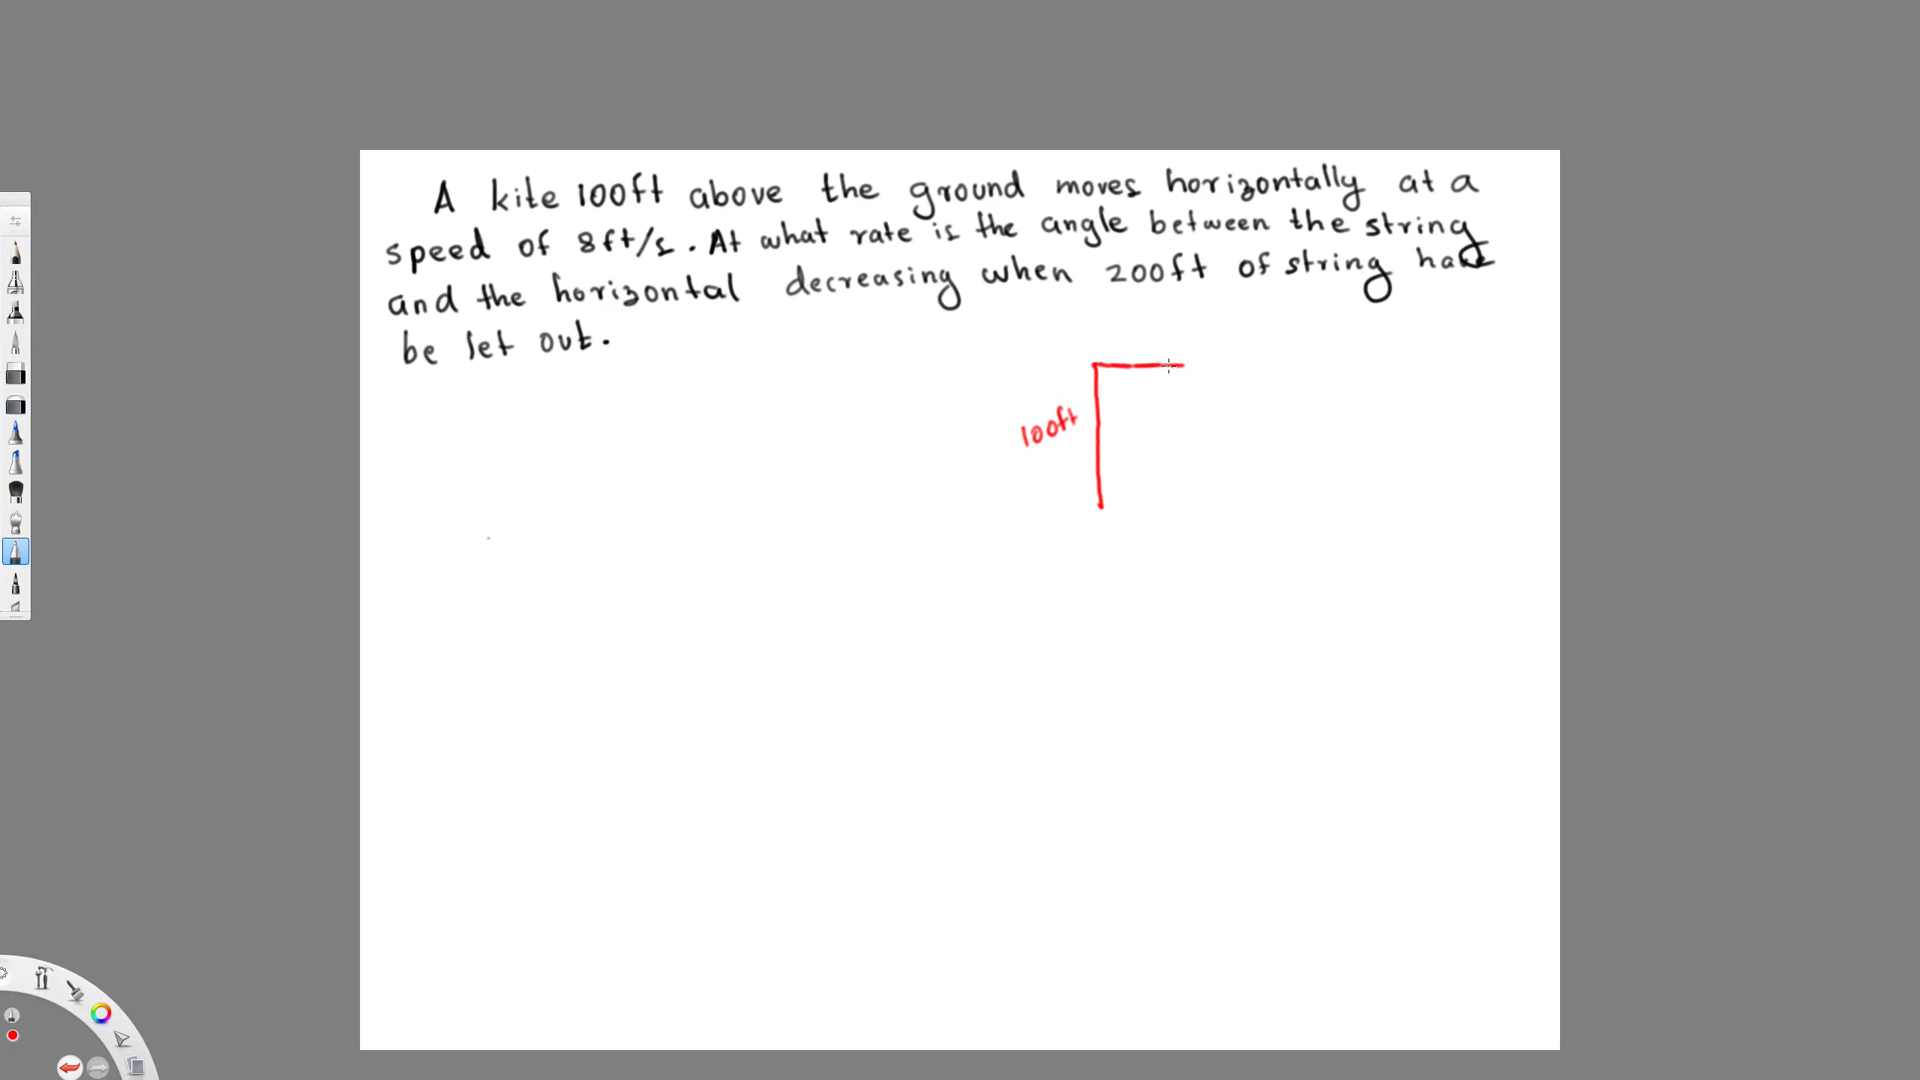 A kite 100ft above the ground moves horizontally at a
speed of 8ft/s. At what rate is the angle between the string
and the horizontal decreasing when 200ft of string had
be let out.
100ft